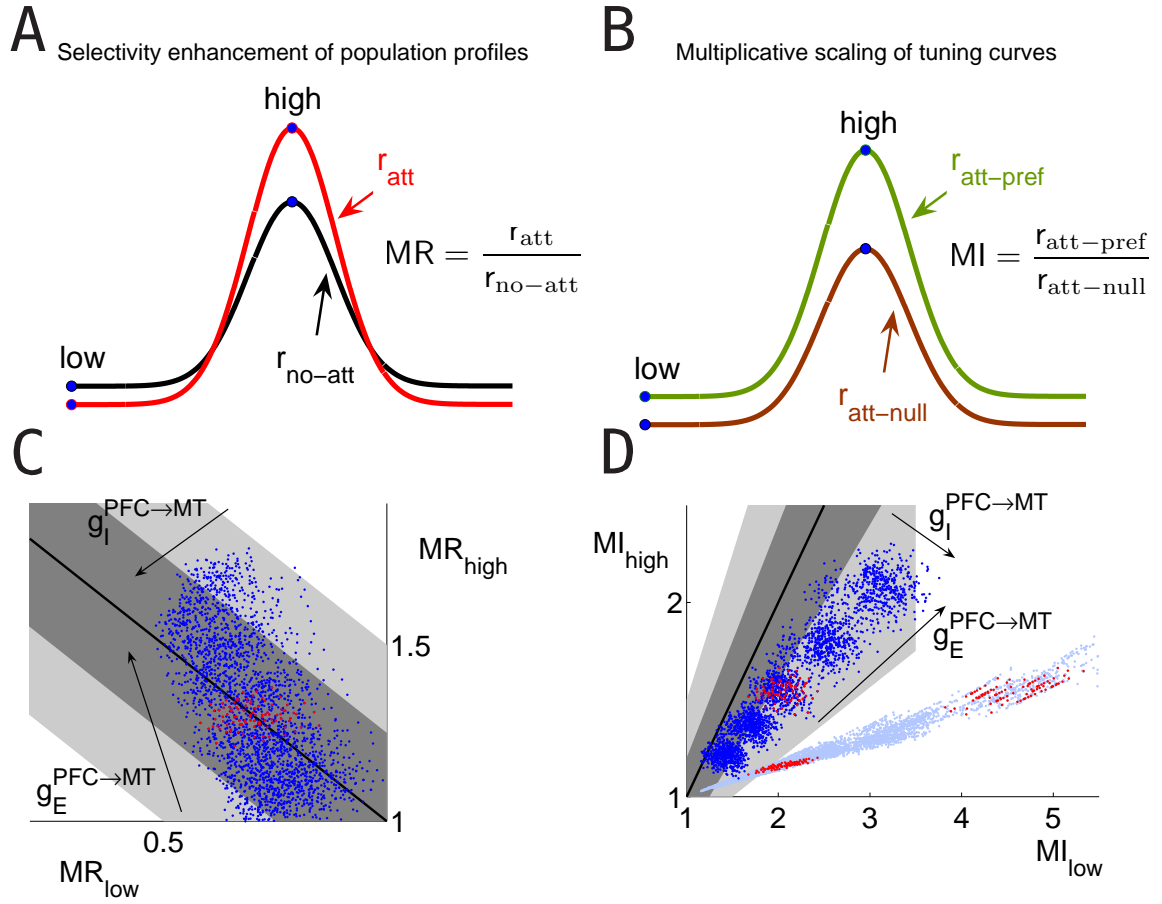 A
Selectivity enhancement of population profiles
high
r_att
MR = r_att / r_no−att
low
r_no−att
B
Multiplicative scaling of tuning curves
high
r_att−pref
MI = r_att−pref / r_att−null
low
r_att−null
C
g_I^PFC→MT
MR_high
1.5
g_E^PFC→MT
1
0.5
MR_low
D
g_I^PFC→MT
MI_high
2
g_E^PFC→MT
1
1 2 3 4 5
MI_low